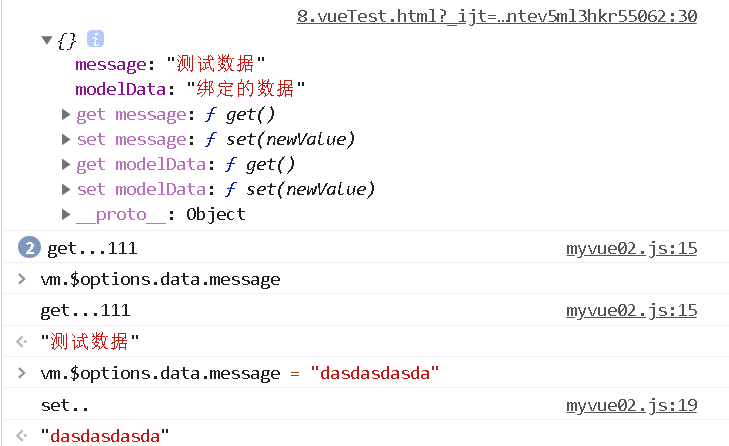 8.vueTest.html?_ijt=…ntev5ml3hkr55062:30
▼{} i
message: "测试数据"
modelData: "绑定的数据"
▶get message: ƒ get()
▶set message: ƒ set(newValue)
▶get modelData: ƒ get()
▶set modelData: ƒ set(newValue)
▶__proto__: Object
2 get...111 myvue02.js:15
> vm.$options.data.message
get...111 myvue02.js:15
<· "测试数据"
> vm.$options.data.message = "dasdasdasda"
set.. myvue02.js:19
<· "dasdasdasda"